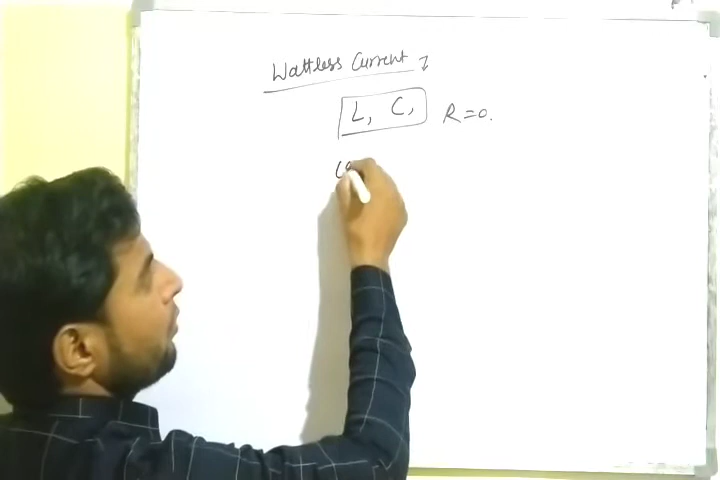 Wattless Current
L, C, R=0.